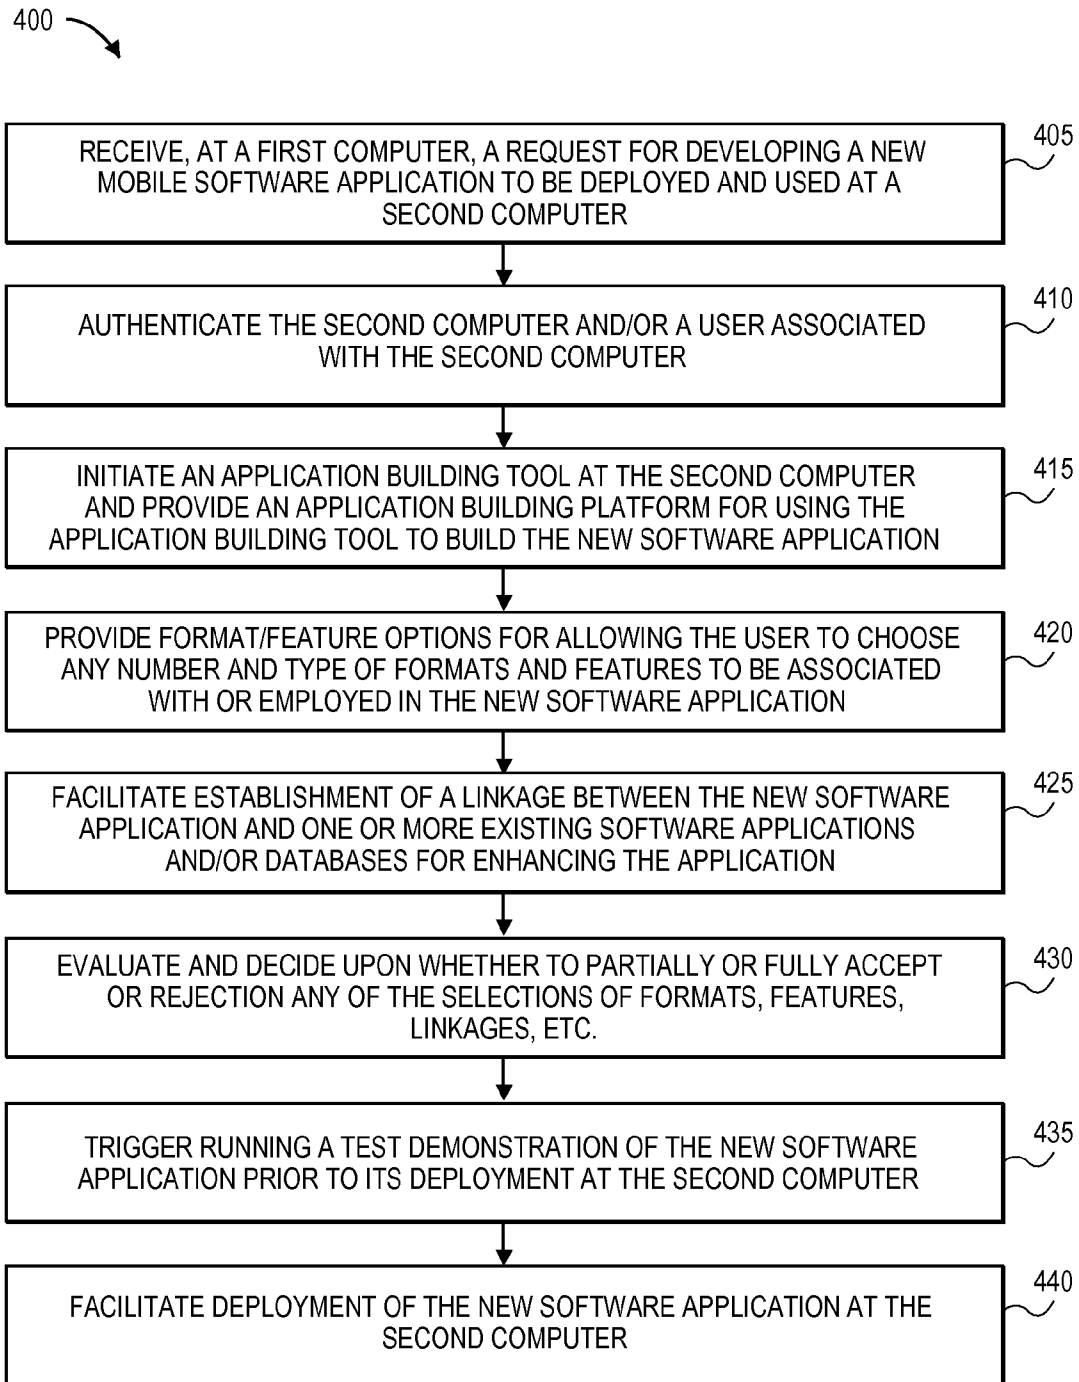 400
405
RECEIVE, AT A FIRST COMPUTER, A REQUEST FOR DEVELOPING A NEW
MOBILE SOFTWARE APPLICATION TO BE DEPLOYED AND USED AT A
SECOND COMPUTER
410
AUTHENTICATE THE SECOND COMPUTER AND/OR A USER ASSOCIATED
WITH THE SECOND COMPUTER
415
INITIATE AN APPLICATION BUILDING TOOL AT THE SECOND COMPUTER
AND PROVIDE AN APPLICATION BUILDING PLATFORM FOR USING THE
APPLICATION BUILDING TOOL TO BUILD THE NEW SOFTWARE APPLICATION
420
PROVIDE FORMAT/FEATURE OPTIONS FOR ALLOWING THE USER TO CHOOSE
ANY NUMBER AND TYPE OF FORMATS AND FEATURES TO BE ASSOCIATED
WITH OR EMPLOYED IN THE NEW SOFTWARE APPLICATION
425
FACILITATE ESTABLISHMENT OF A LINKAGE BETWEEN THE NEW SOFTWARE
APPLICATION AND ONE OR MORE EXISTING SOFTWARE APPLICATIONS
AND/OR DATABASES FOR ENHANCING THE APPLICATION
430
EVALUATE AND DECIDE UPON WHETHER TO PARTIALLY OR FULLY ACCEPT
OR REJECTION ANY OF THE SELECTIONS OF FORMATS, FEATURES,
LINKAGES, ETC.
435
TRIGGER RUNNING A TEST DEMONSTRATION OF THE NEW SOFTWARE
APPLICATION PRIOR TO ITS DEPLOYMENT AT THE SECOND COMPUTER
440
FACILITATE DEPLOYMENT OF THE NEW SOFTWARE APPLICATION AT THE
SECOND COMPUTER